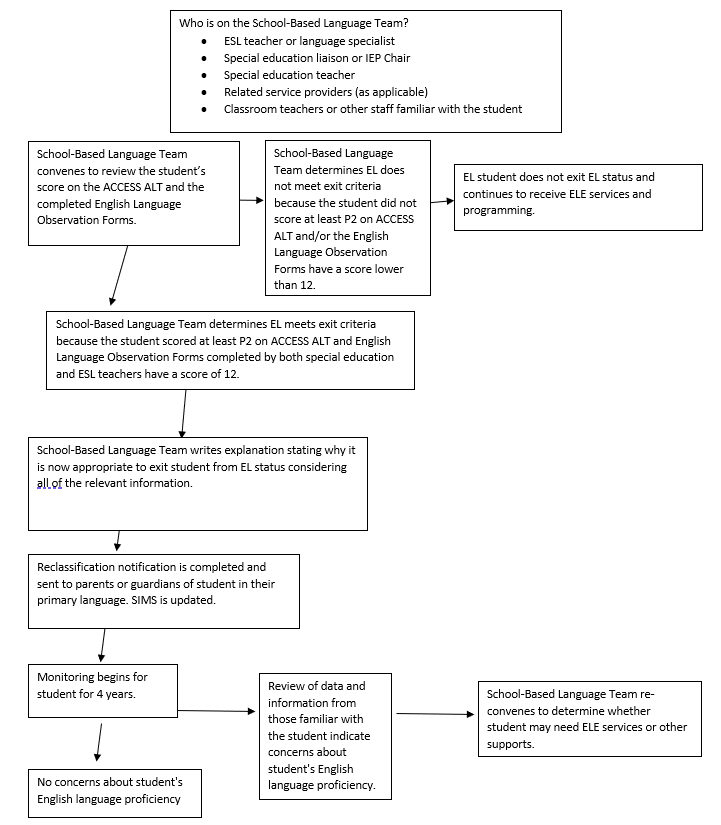 Who is on the School-Based Language Team?
• ESL teacher or language specialist
• Special education liaison or IEP Chair
• Special education teacher
• Related service providers (as applicable)
• Classroom teachers or other staff familiar with the student
School-Based Language Team
convenes to review the student's
score on the ACCESS ALT and the
completed English Language
Observation Forms.
School-Based Language
Team determines EL does
not meet exit criteria
because the student did not
score at least P2 on ACCESS
ALT and/or the English
Language Observation
Forms have a score lower
than 12.
EL student does not exit EL status and
continues to receive ELE services and
programming.
School-Based Language Team determines EL meets exit criteria
because the student scored at least P2 on ACCESS ALT and English
Language Observation Forms completed by both special education
and ESL teachers have a score of 12.
School-Based Language Team writes explanation stating why it
is now appropriate to exit student from EL status considering
all of the relevant information.
Reclassification notification is completed and
sent to parents or guardians of student in their
primary language. SIMS is updated.
Monitoring begins for
student for 4 years.
Review of data and
information from
those familiar with
the student indicate
concerns about
student's English
language proficiency.
School-Based Language Team re-
convenes to determine whether
student may need ELE services or other
supports.
No concerns about student's
English language proficiency